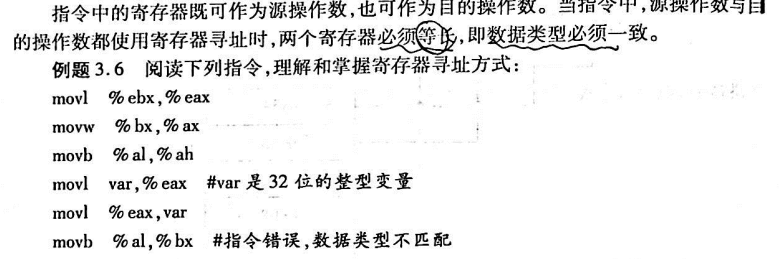 指令中的寄存器既可作为源操作数,也可作为目的操作数。当指令中,源操作数与目
的操作数都使用寄存器寻址时,两个寄存器必须等长,即数据类型必须一致。
例题 3.6 阅读下列指令,理解和掌握寄存器寻址方式:
movl %ebx,%eax
movw %bx,%ax
movb %al,%ah
movl var,%eax #var 是 32 位的整型变量
movl %eax,var
movb %al,%bx #指令错误,数据类型不匹配